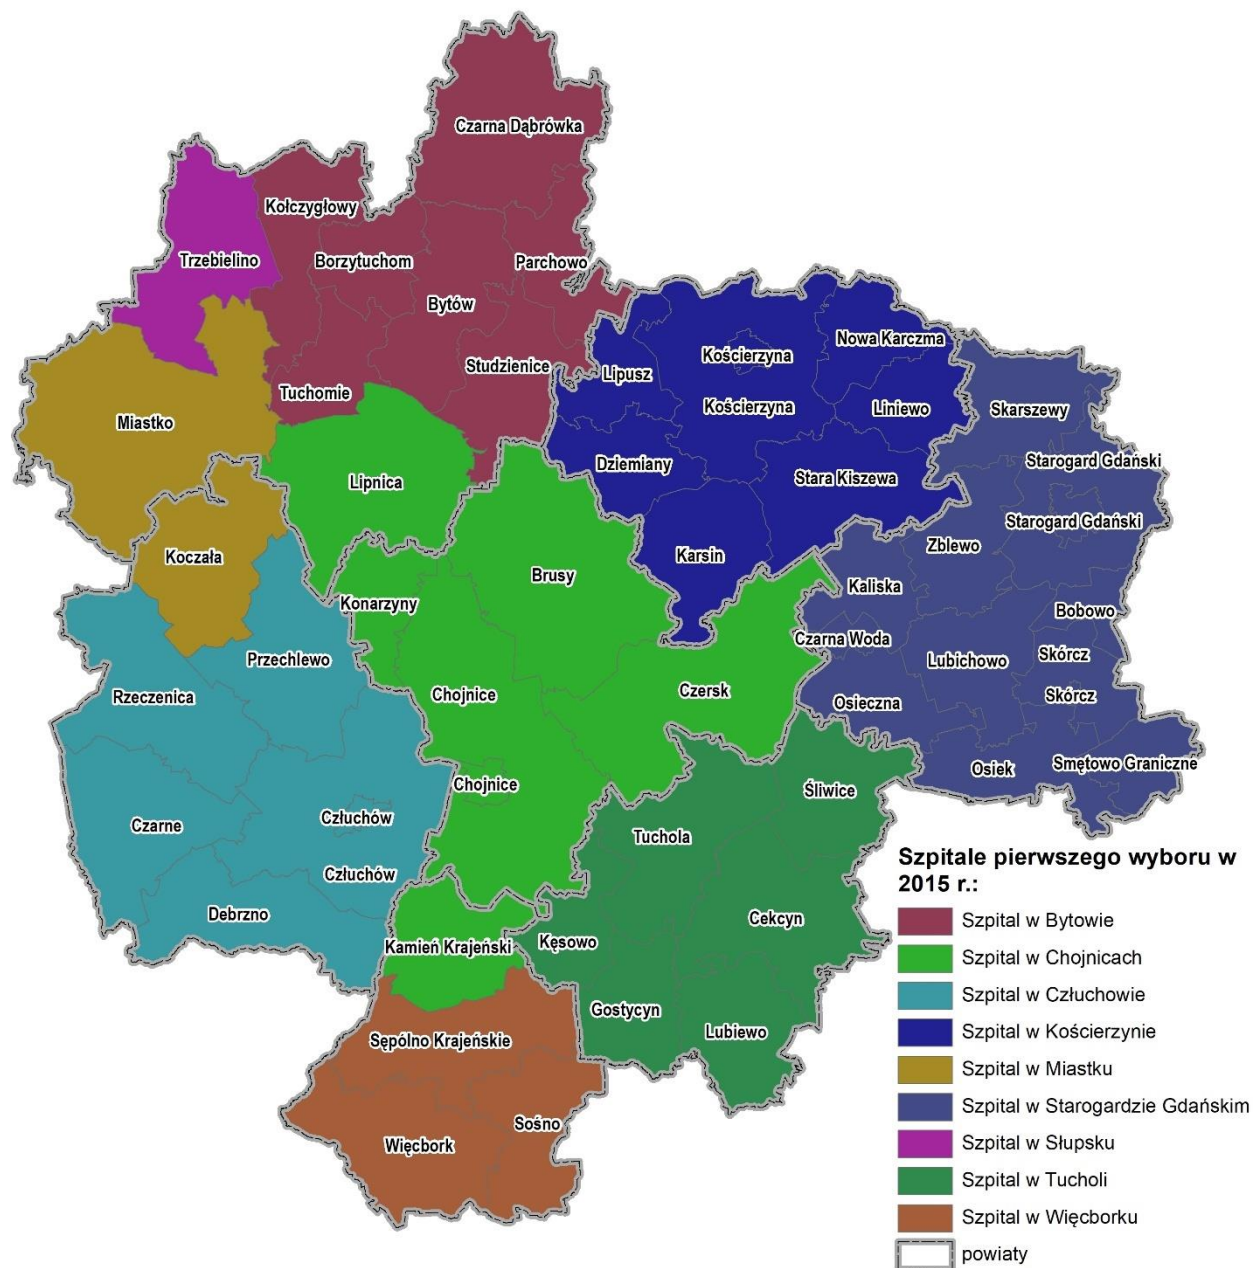 Czarna Dąbrówka
Kołczygłowy
Trzebielino
Borzytuchom
Parchowo
Bytów
Nowa Karczma
Kościerzyna
Studzienice
Lipusz
Tuchomie
Kościerzyna
Liniewo
Skarszewy
Miastko
Starogard Gdański
Dziemiany
Lipnica
Stara Kiszewa
Starogard Gdański
Zblewo
Koczała
Karsin
Brusy
Kaliska
Konarzyny
Bobowo
Czarna Woda
Przechlewo
Lubichowo
Skórcz
Rzeczenica
Chojnice
Czersk
Skórcz
Osieczna
Smętowo Graniczne
Osiek
Chojnice
Śliwice
Człuchów
Czarne
Tuchola
Człuchów
Debrzno
Cekcyn
Kęsowo
Kamień Krajeński
Gostycyn
Lubiewo
Sępólno Krajeńskie
Sośno
Więcbork
Szpitale pierwszego wyboru w
2015 r.:
Szpital w Bytowie
Szpital w Chojnicach
Szpital w Człuchowie
Szpital w Kościerzynie
Szpital w Miastku
Szpital w Starogardzie Gdańskim
Szpital w Słupsku
Szpital w Tucholi
Szpital w Więcborku
powiaty